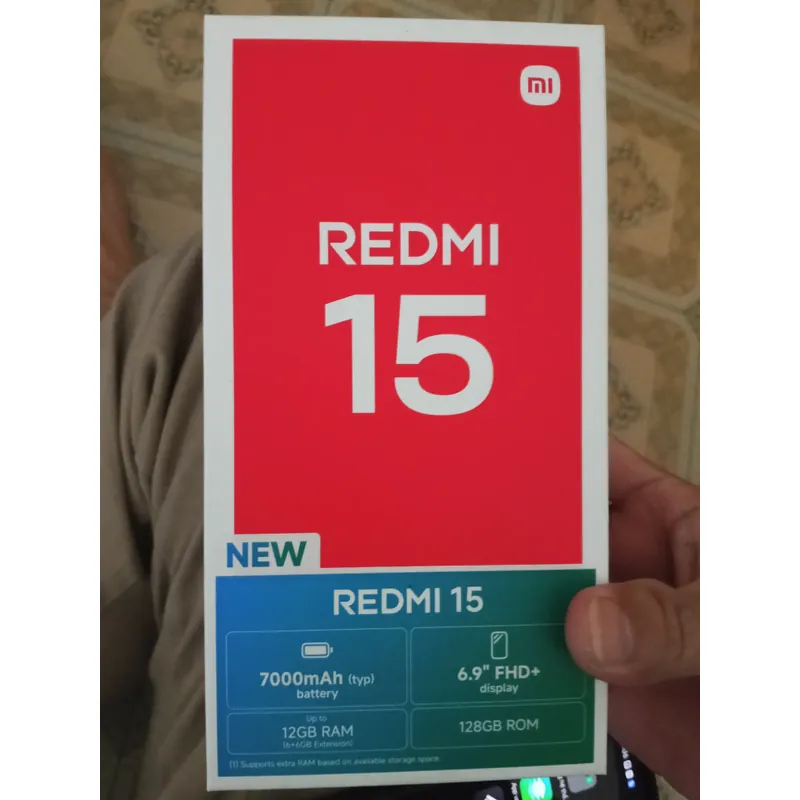 mi
REDMI
15
NEW
REDMI 15
7000mAh (typ)
battery
6.9" FHD+
display
Up to
12GB RAM
(6+6GB Extension)
128GB ROM
(1) Supports extra RAM based on available storage space.